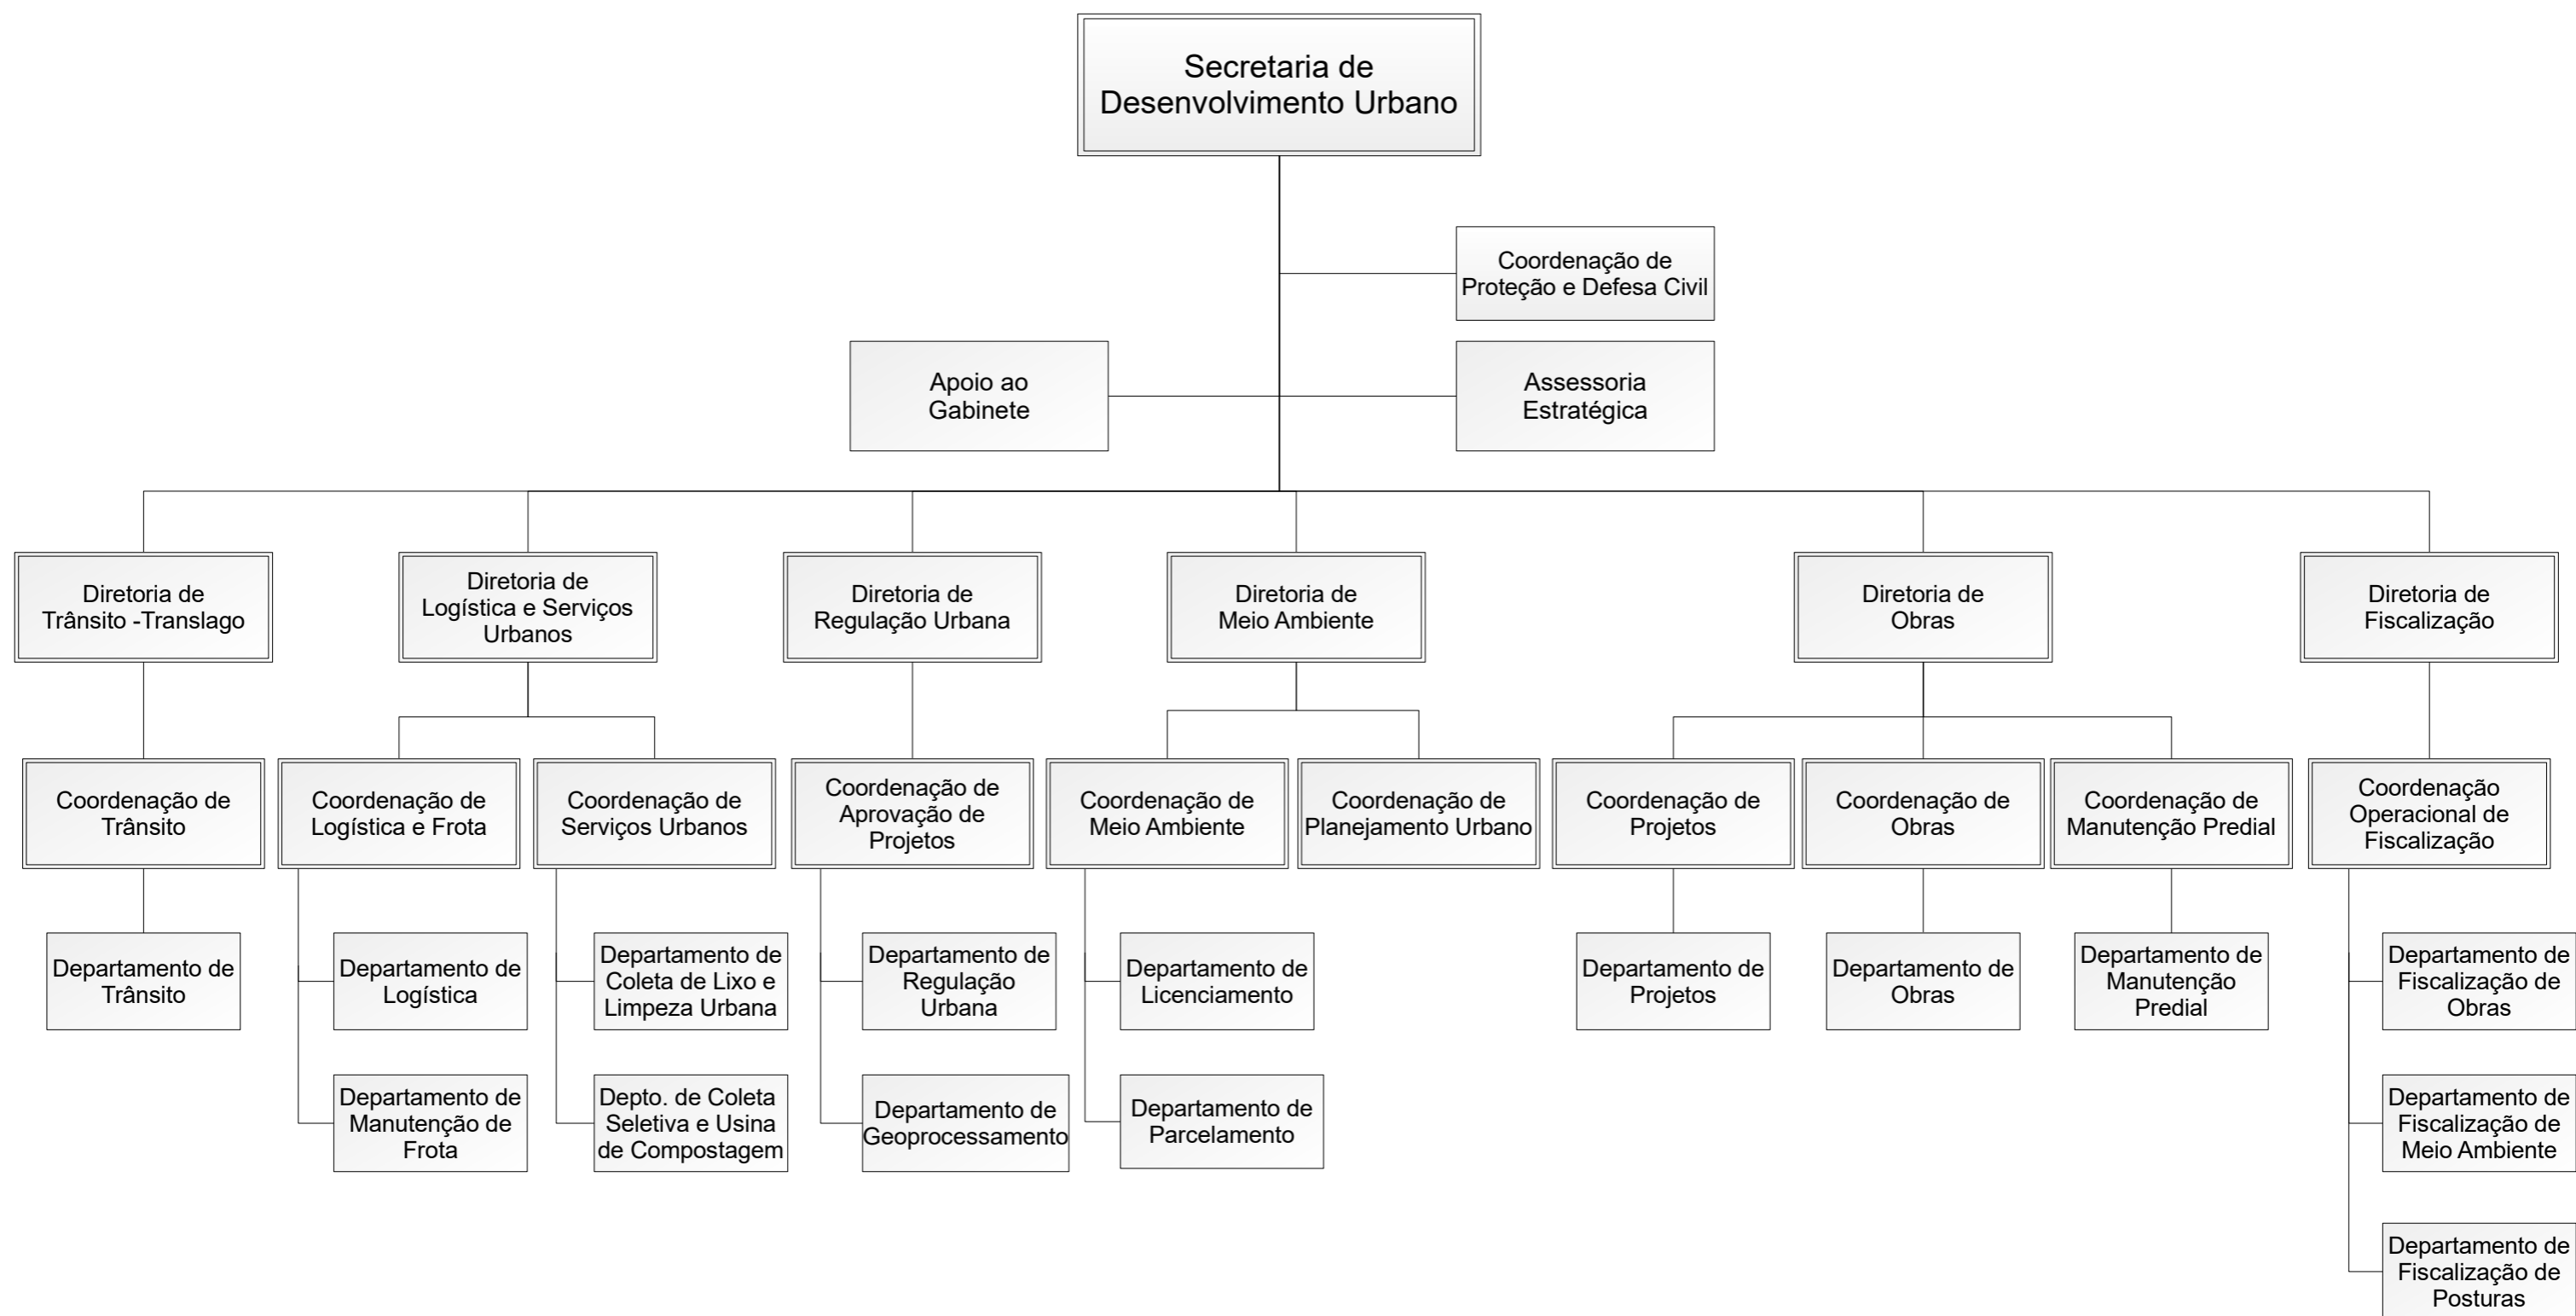 Secretaria de
Desenvolvimento Urbano
Coordenação de
Proteção e Defesa Civil
Apoio ao
Gabinete
Assessoria
Estratégica
Diretoria de
Trânsito -Translago
Diretoria de
Logística e Serviços
Urbanos
Diretoria de
Regulação Urbana
Diretoria de
Meio Ambiente
Diretoria de
Obras
Diretoria de
Fiscalização
Coordenação de
Trânsito
Coordenação de
Logística e Frota
Coordenação de
Serviços Urbanos
Coordenação de
Aprovação de
Projetos
Coordenação de
Meio Ambiente
Coordenação de
Planejamento Urbano
Coordenação de
Projetos
Coordenação de
Obras
Coordenação de
Manutenção Predial
Coordenação
Operacional de
Fiscalização
Departamento de
Trânsito
Departamento de
Logística
Departamento de
Coleta de Lixo e
Limpeza Urbana
Departamento de
Regulação
Urbana
Departamento de
Licenciamento
Departamento de
Projetos
Departamento de
Obras
Departamento de
Manutenção
Predial
Departamento de
Fiscalização de
Obras
Departamento de
Manutenção de
Frota
Depto. de Coleta
Seletiva e Usina
de Compostagem
Departamento de
Geoprocessamento
Departamento de
Parcelamento
Departamento de
Fiscalização de
Meio Ambiente
Departamento de
Fiscalização de
Posturas